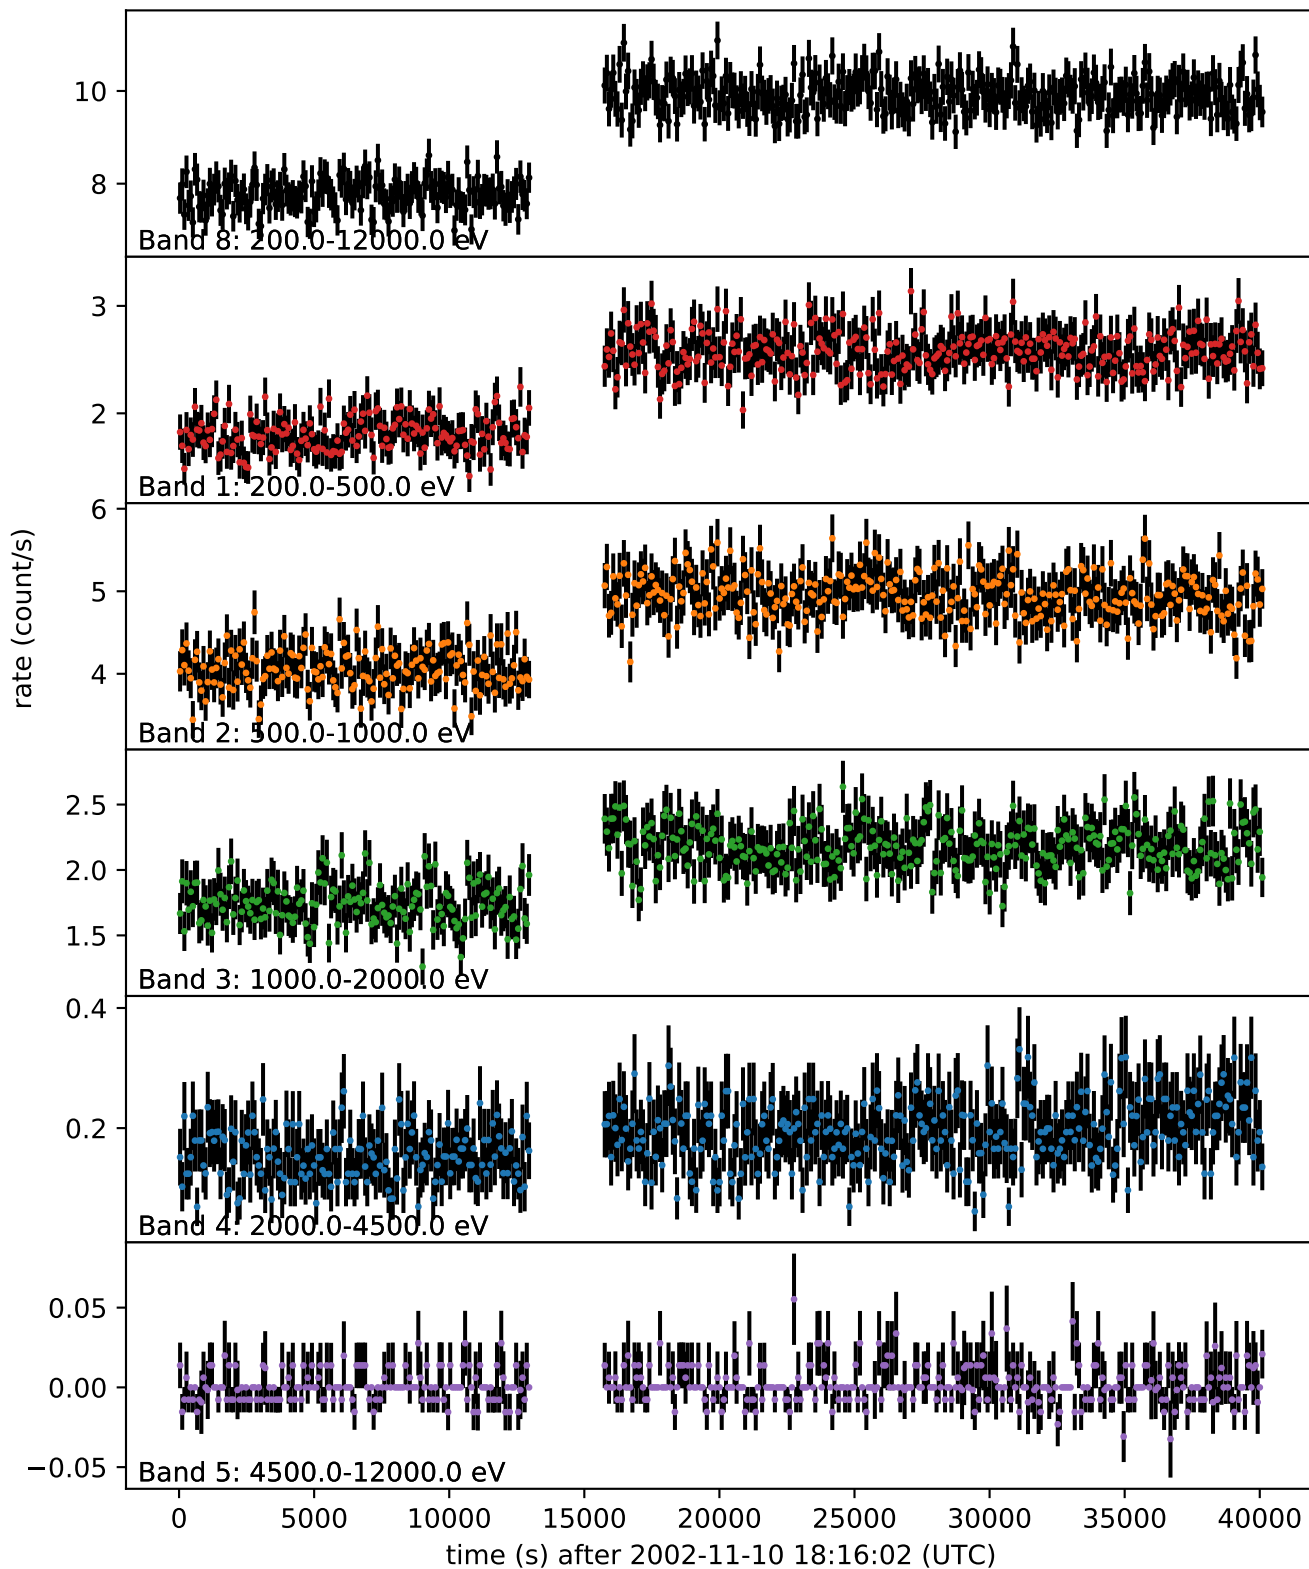 10
8
Band 8: 200.0-12000.0 eV
3
2
Band 1: 200.0-500.0 eV
6
5
4
Band 2: 500.0-1000.0 eV
rate (count/s)
2.5
2.0
1.5
Band 3: 1000.0-2000.0 eV
0.4
0.2
Band 4: 2000.0-4500.0 eV
0.05
0.00
−0.05
Band 5: 4500.0-12000.0 eV
0 5000 10000 15000 20000 25000 30000 35000 40000
time (s) after 2002-11-10 18:16:02 (UTC)